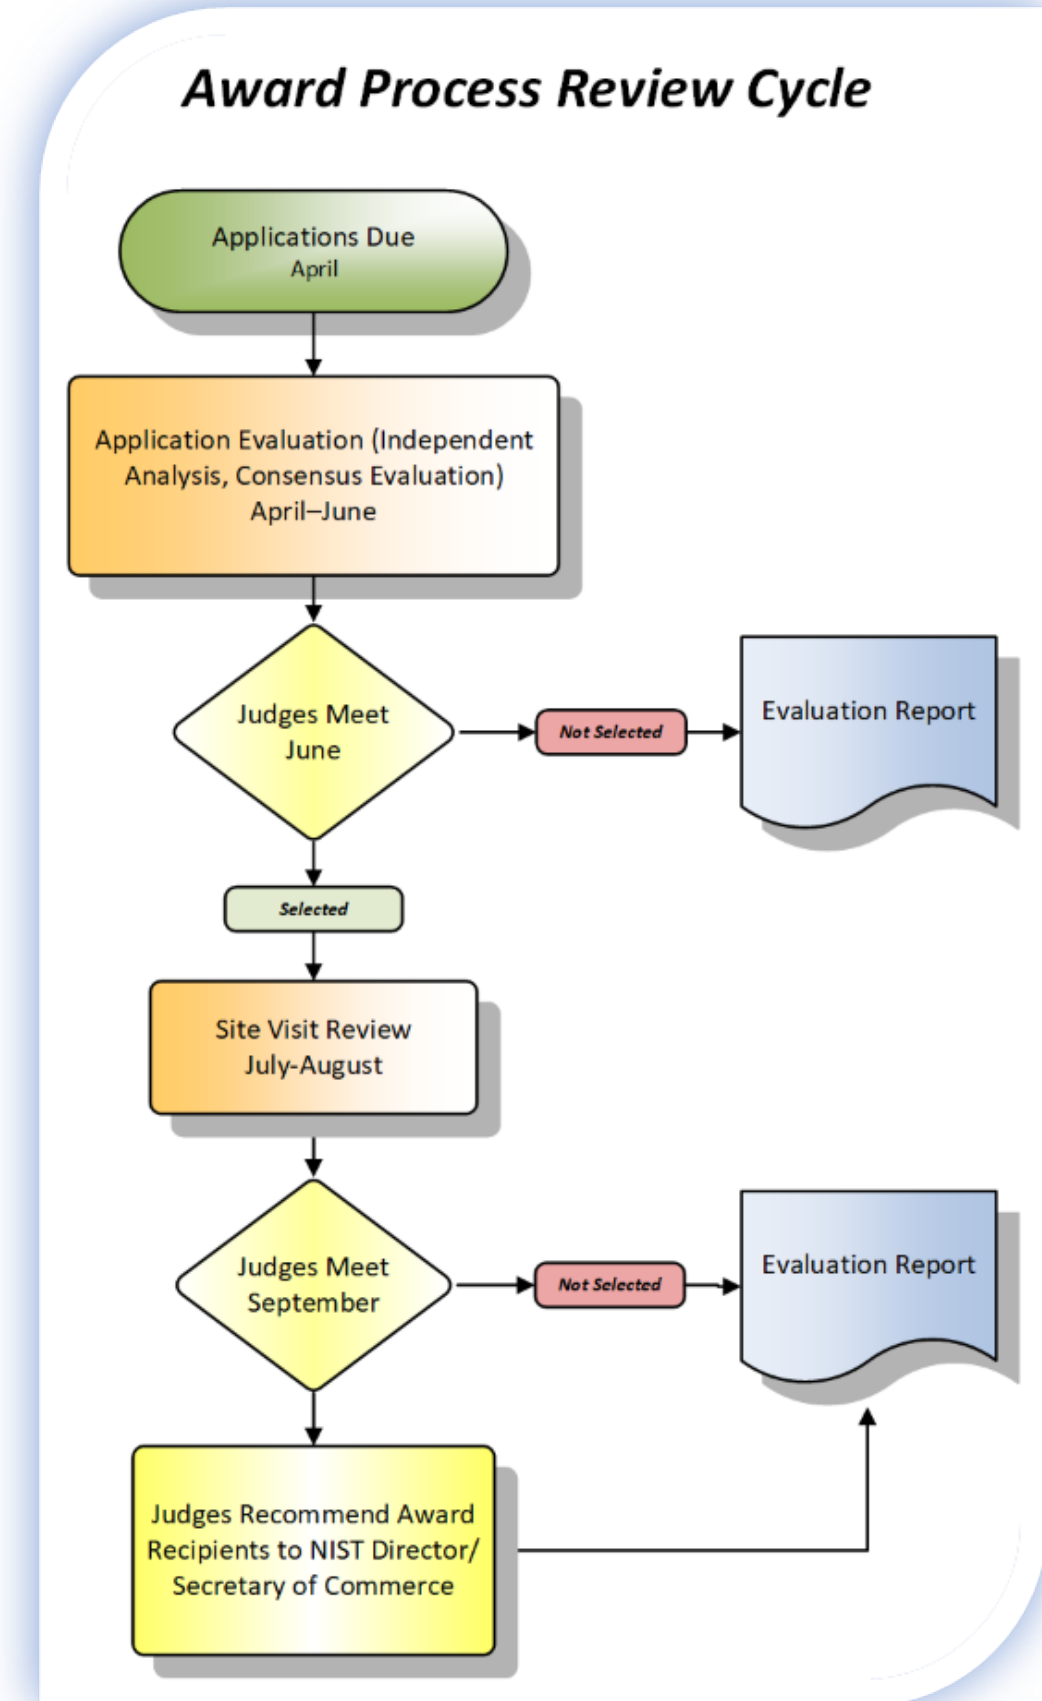 Award Process Review Cycle
Applications Due
April
Application Evaluation (Independent
Analysis, Consensus Evaluation)
April–June
Judges Meet
June
Not Selected
Evaluation Report
Selected
Site Visit Review
July-August
Judges Meet
September
Not Selected
Evaluation Report
Judges Recommend Award
Recipients to NIST Director/
Secretary of Commerce